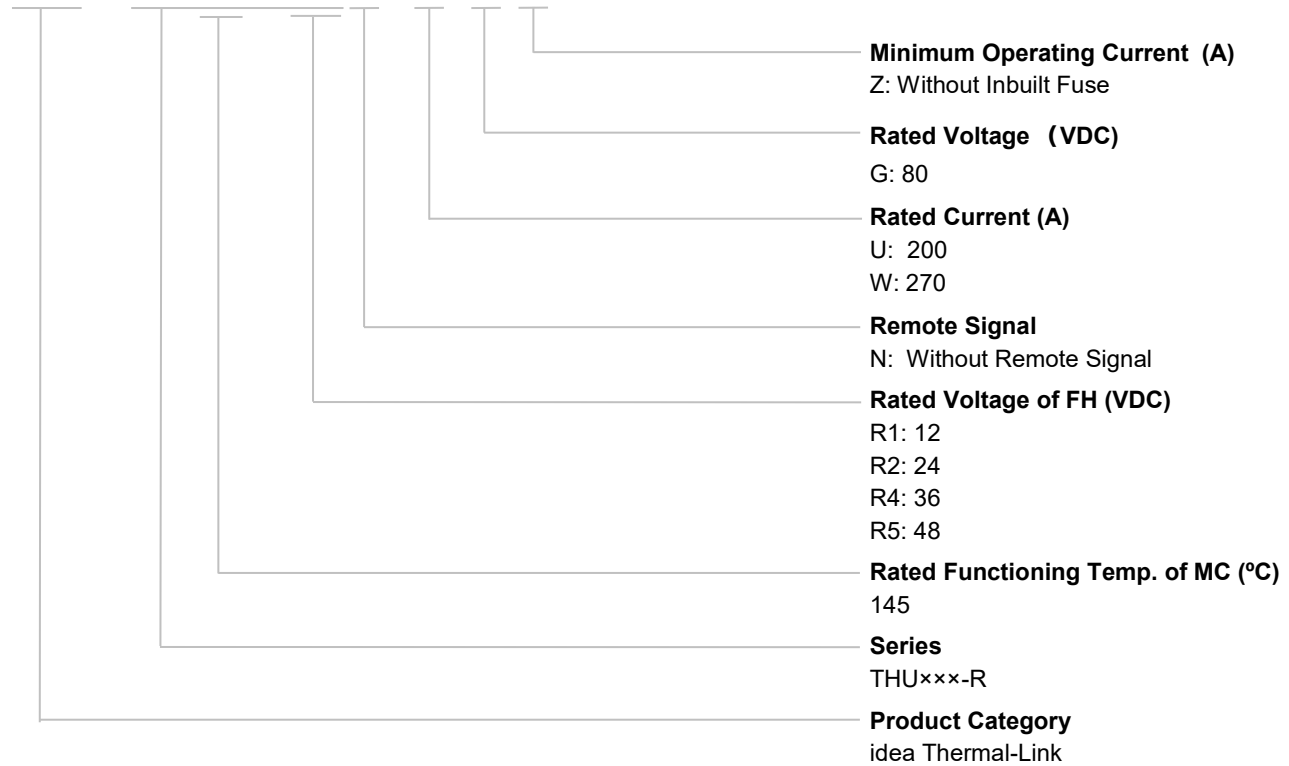 Minimum Operating Current (A)
Z: Without Inbuilt Fuse
Rated Voltage (VDC)
G: 80
Rated Current (A)
U: 200
W: 270
Remote Signal
N: Without Remote Signal
Rated Voltage of FH (VDC)
R1: 12
R2: 24
R4: 36
R5: 48
Rated Functioning Temp. of MC (ºC)
145
Series
THU×××-R
Product Category
idea Thermal-Link